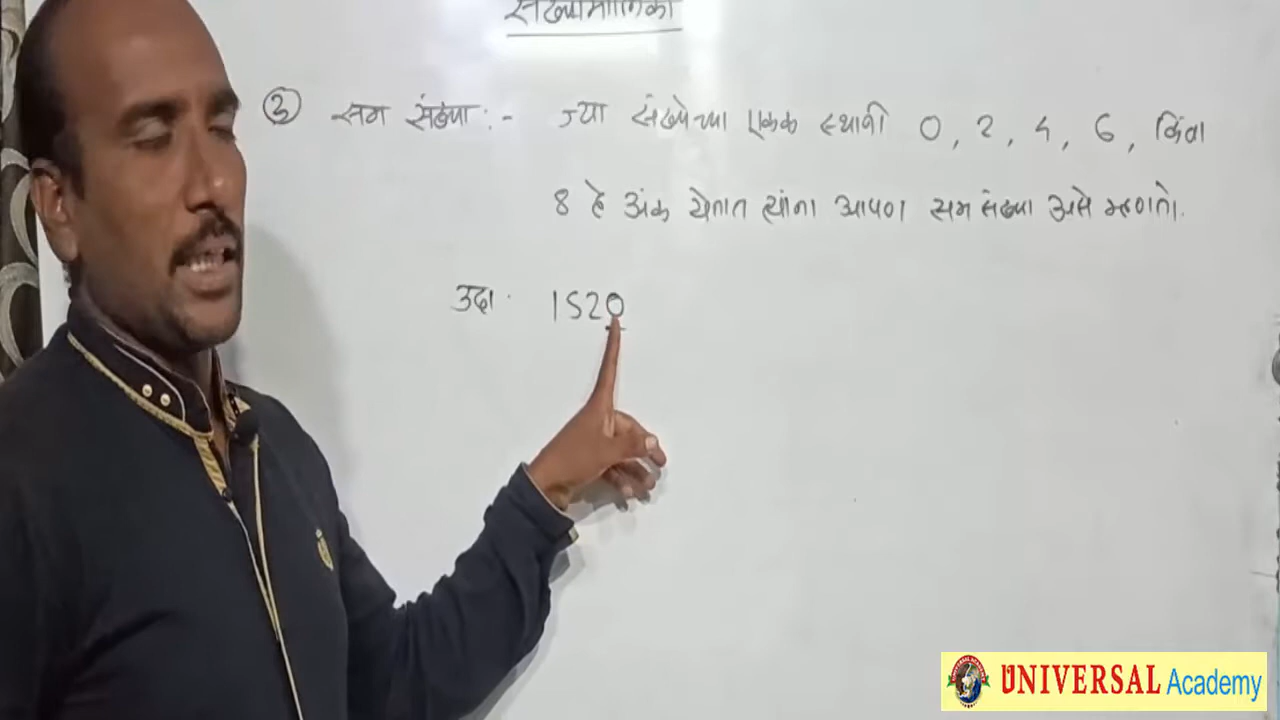 संख्यामालिका
③ सम संख्या :- ज्या संख्येच्या एकक स्थानी 0, 2, 4, 6, किंवा
8 हे अंक येतात त्यांना आपण सम संख्या असे म्हणतो.
उदा. 1520
UNIVERSAL Academy